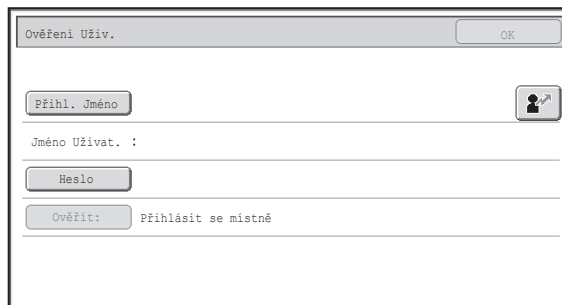 Ověření Uživ. OK
Přihl. Jméno
Jméno Uživat. :
Heslo
Ověřit: Přihlásit se místně